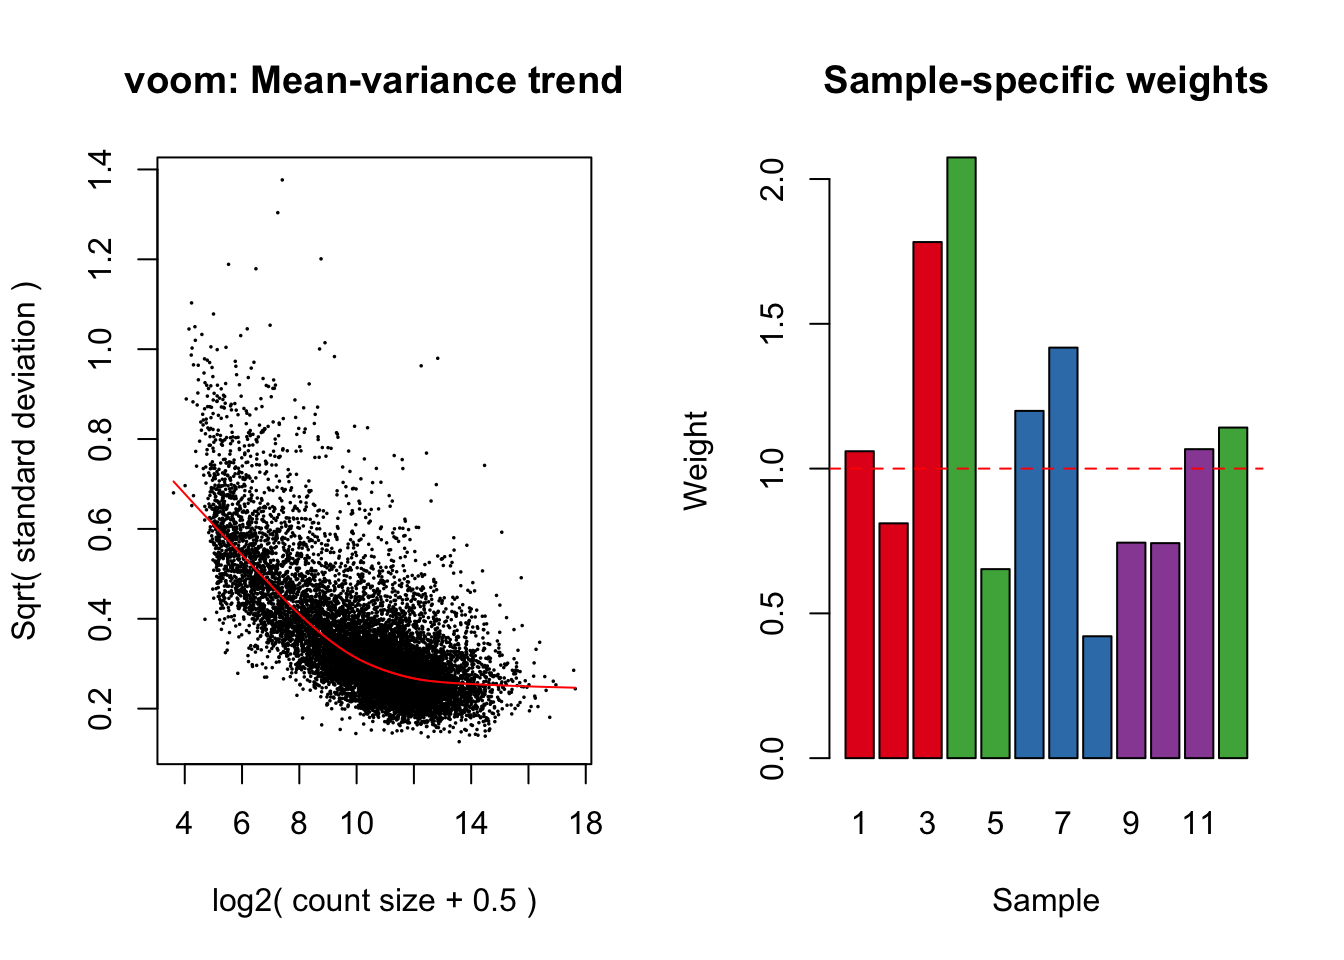 voom: Mean-variance trend
Sqrt( standard deviation )
1.4
1.2
1.0
0.8
0.6
0.4
0.2
4 6 8 10 14 18
log2( count size + 0.5 )
Sample-specific weights
Weight
2.0
1.5
1.0
0.5
0.0
1 3 5 7 9 11
Sample